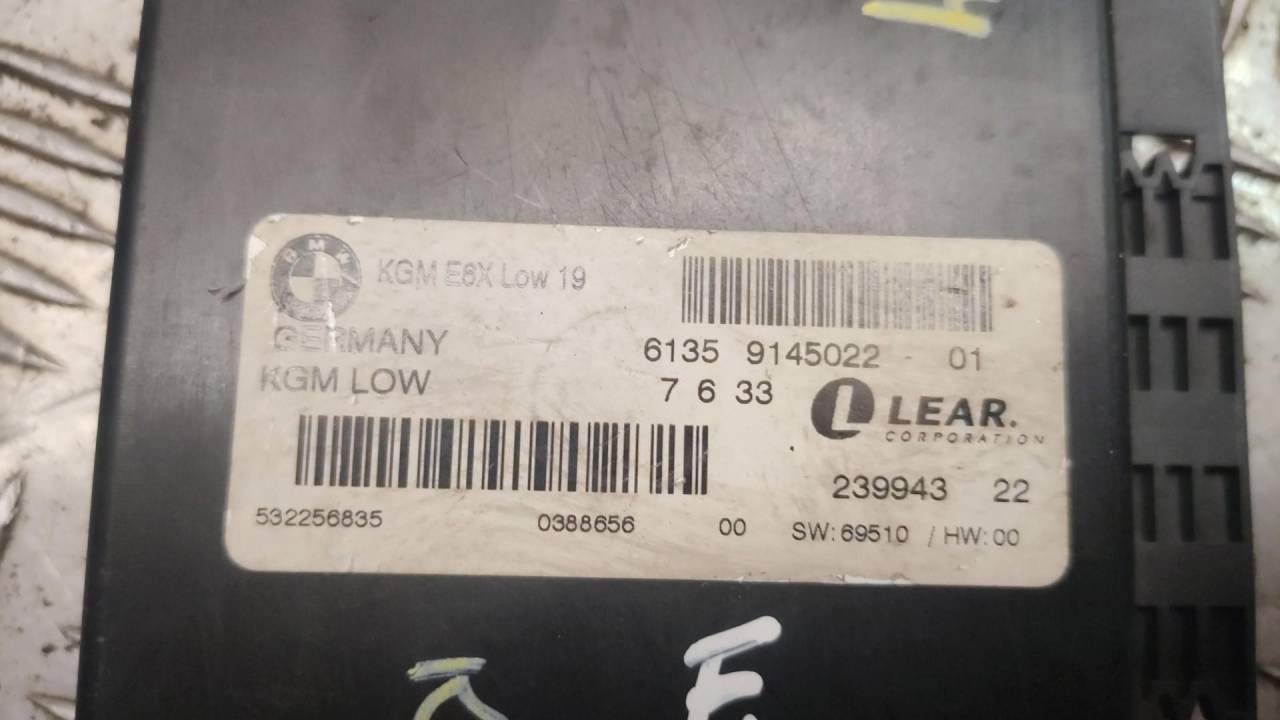 BMW
KGM E6X Low 19
GERMANY
KGM LOW
6135 9145022 - 01
7 6 33
LEAR.
CORPORATION
239943 22
532256835 0388656 00 SW: 69510 / HW: 00